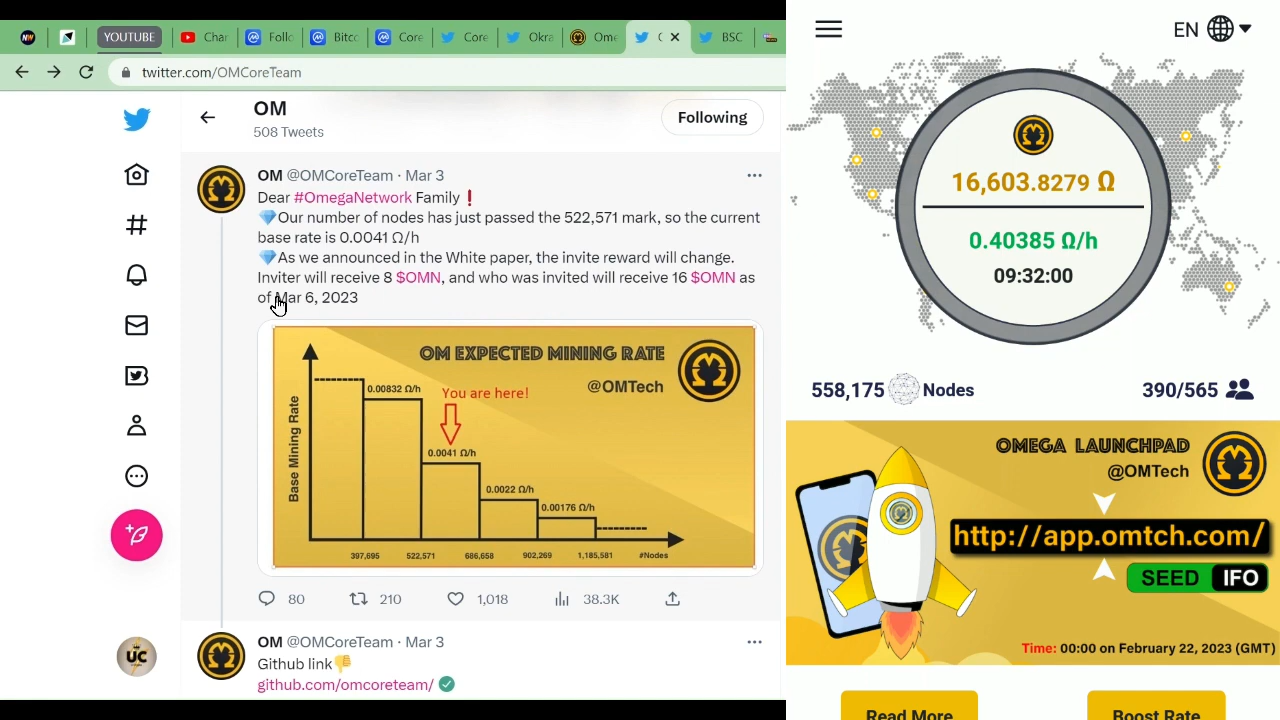 YOUTUBE
Char
Follo
Bitco
Core
Core
Okra
Ome
BSC
twitter.com/OMCoreTeam
OM
508 Tweets
Following
OM @OMCoreTeam · Mar 3
Dear #OmegaNetwork Family❗
💎Our number of nodes has just passed the 522,571 mark, so the current
base rate is 0.0041 Ω/h
💎As we announced in the White paper, the invite reward will change.
Inviter will receive 8 $OMN, and who was invited will receive 16 $OMN as
of Mar 6, 2023
OM EXPECTED MINING RATE
@OMTech
You are here!
Base Mining Rate
0.00832 Ω/h
0.0041 Ω/h
0.0022 Ω/h
0.00176 Ω/h
397,695 522,571 686,658 902,269 1,185,581 #Nodes
80 210 1,018 38.3K
OM @OMCoreTeam · Mar 3
Github link👇
github.com/omcoreteam/
UC
EN
16,603.8279 Ω
0.40385 Ω/h
09:32:00
558,175 Nodes 390/565
OMEGA LAUNCHPAD
@OMTech
http://app.omtch.com/
SEED IFO
Time: 00:00 on February 22, 2023 (GMT)
Read More Boost Rate